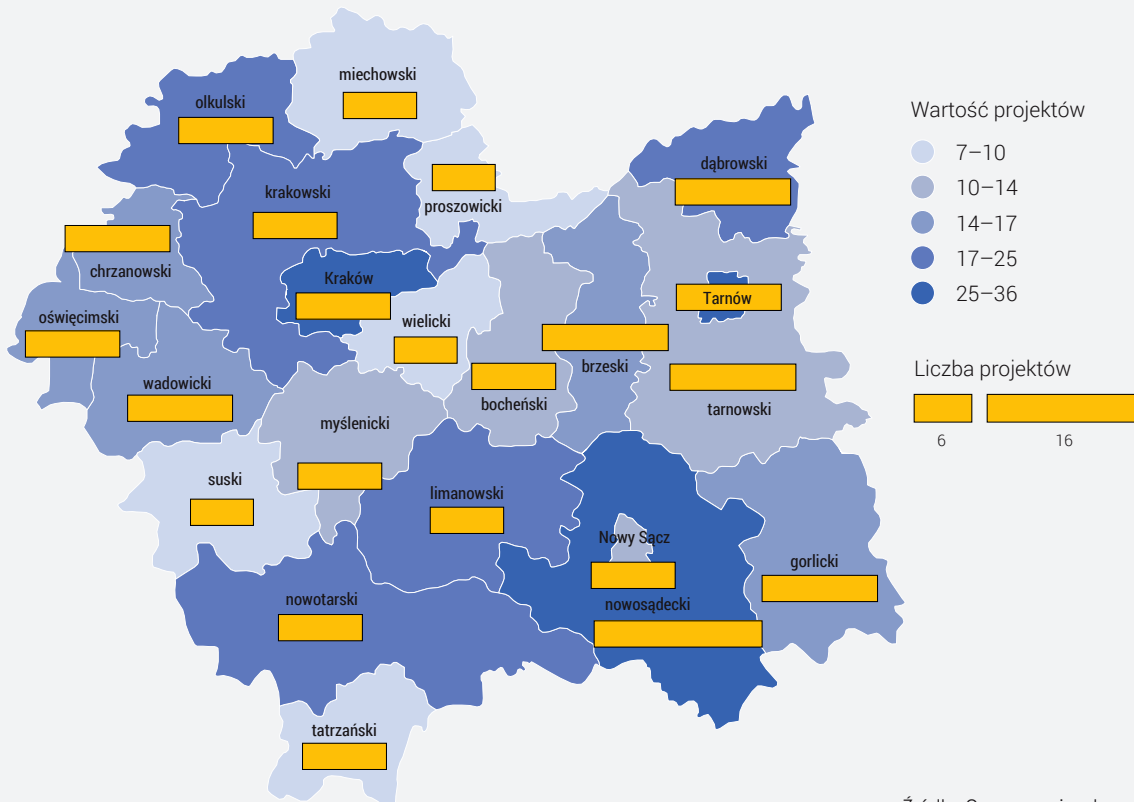 miechowski
olkulski
dąbrowski
krakowski
proszowicki
chrzanowski
Kraków
Tarnów
oświęcimski
wielicki
brzeski
wadowicki
bocheński
tarnowski
myślenicki
suski
limanowski
Nowy Sącz
gorlicki
nowotarski
nowosądecki
tatrzański
Wartość projektów
7–10
10–14
14–17
17–25
25–36
Liczba projektów
6 16